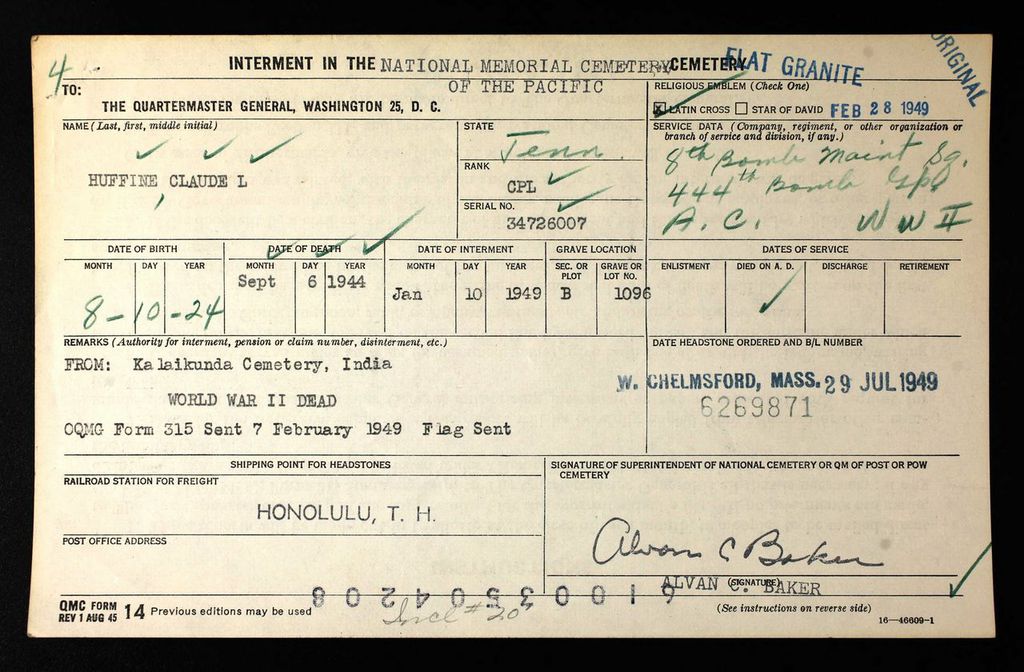 4
INTERMENT IN THE NATIONAL MEMORIAL CEMETERY CEMETERY
OF THE PACIFIC
FLAT GRANITE
ORIGINAL
TO:
THE QUARTERMASTER GENERAL, WASHINGTON 25, D. C.
RELIGIOUS EMBLEM (Check One)
X LATIN CROSS STAR OF DAVID FEB 28 1949
NAME (Last, first, middle initial)
HUFFINE CLAUDE L
STATE
Tenn.
RANK
CPL
SERIAL NO.
34726007
SERVICE DATA (Company, regiment, or other organization or
branch of service and division, if any.)
8th Bomb Maint Sq.
444th Bomb Gp
A. C. W W II
DATE OF BIRTH
MONTH DAY YEAR
8-10-24
DATE OF DEATH
MONTH DAY YEAR
Sept 6 1944
DATE OF INTERMENT
MONTH DAY YEAR
Jan 10 1949
GRAVE LOCATION
SEC. OR PLOT
GRAVE OR LOT NO.
B 1096
DATES OF SERVICE
ENLISTMENT DIED ON A. D. DISCHARGE RETIREMENT
REMARKS (Authority for interment, pension or claim number, disinterment, etc.)
FROM: Kalaikunda Cemetery, India
WORLD WAR II DEAD
OQMG Form 315 Sent 7 February 1949 Flag Sent
DATE HEADSTONE ORDERED AND B/L NUMBER
W. CHELMSFORD, MASS. 29 JUL 1949
6269871
SHIPPING POINT FOR HEADSTONES
RAILROAD STATION FOR FREIGHT
HONOLULU, T. H.
POST OFFICE ADDRESS
SIGNATURE OF SUPERINTENDENT OF NATIONAL CEMETERY OR QM OF POST OR POW
CEMETERY
Alvan C Baker
(SIGNATURE)
ALVAN C. BAKER
QMC FORM
REV 1 AUG 45 14 Previous editions may be used
Incl #20
(See instructions on reverse side)
16—46609-1